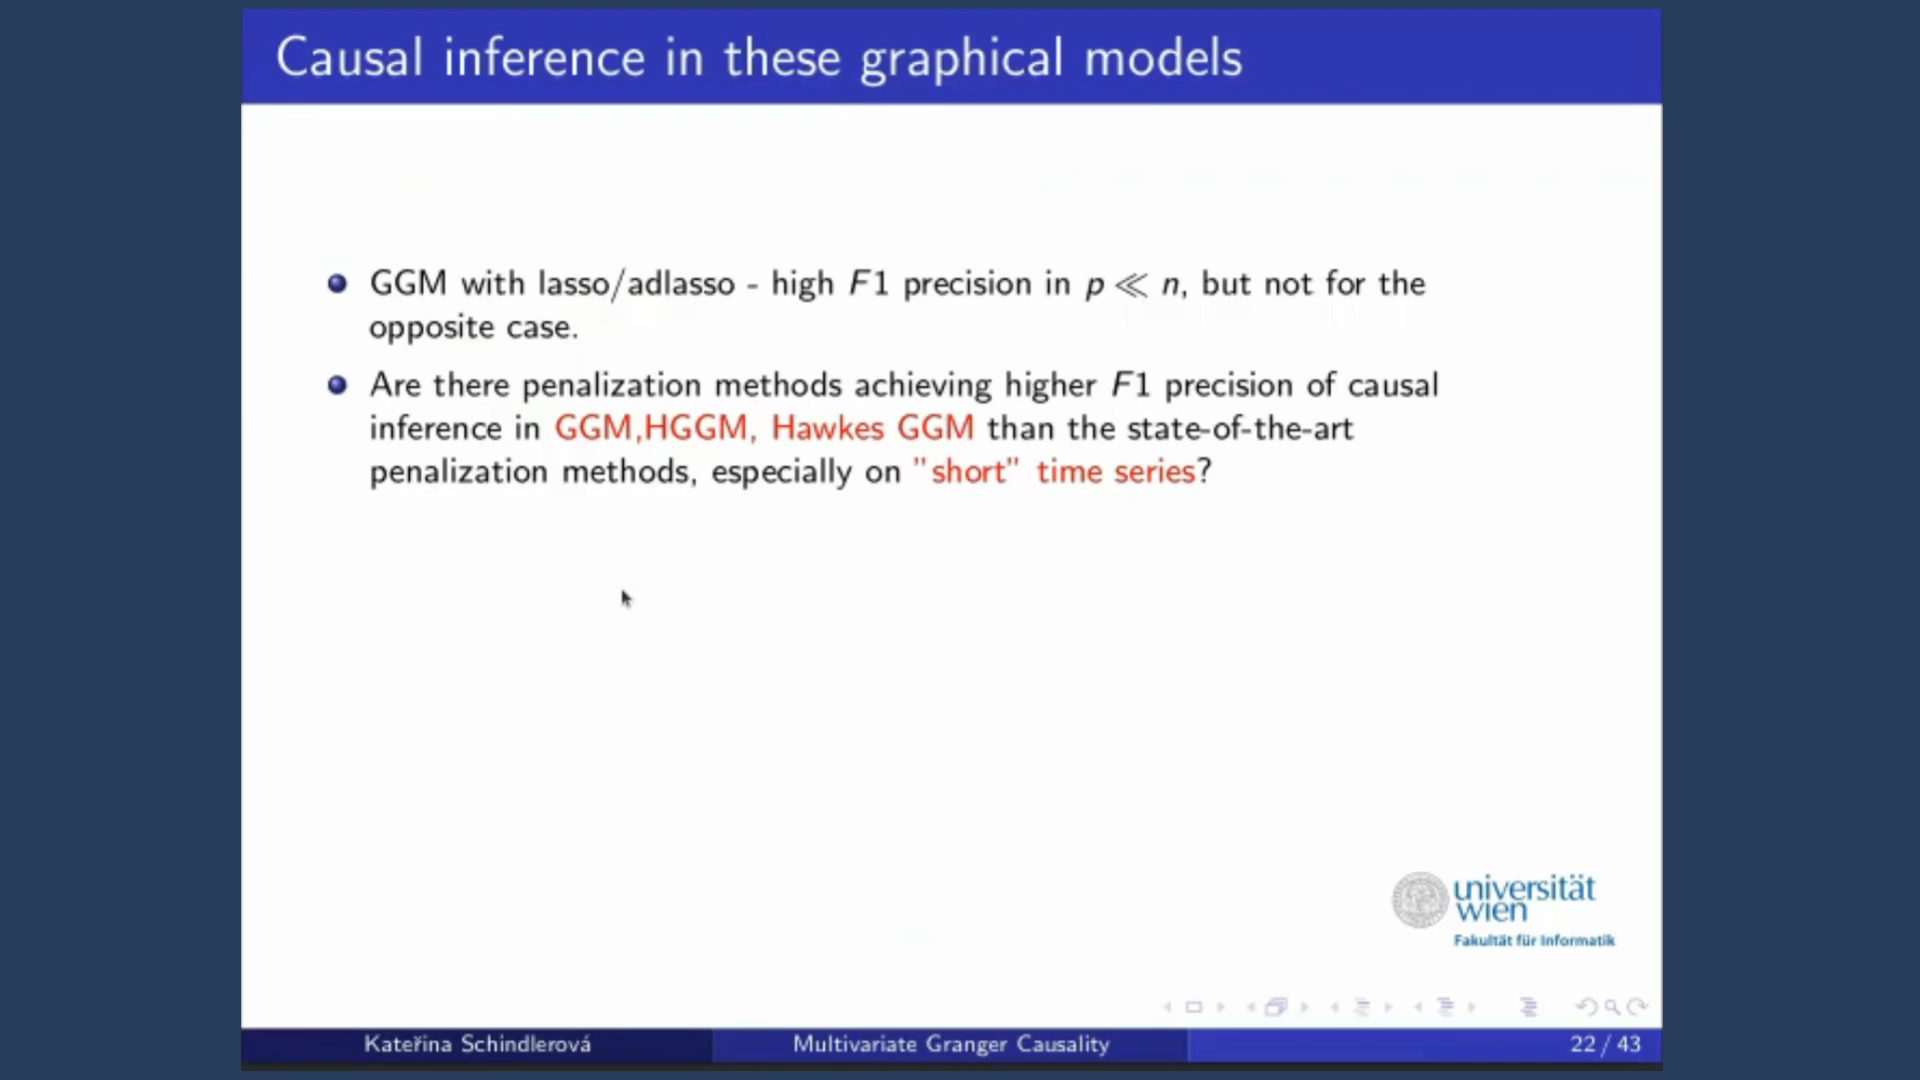 Causal inference in these graphical models
GGM with lasso/adlasso - high F1 precision in p ≪ n, but not for the
opposite case.
Are there penalization methods achieving higher F1 precision of causal
inference in GGM,HGGM, Hawkes GGM than the state-of-the-art
penalization methods, especially on "short" time series?
universität
wien
Fakultät für Informatik
Kateřina Schindlerová
Multivariate Granger Causality
22 / 43